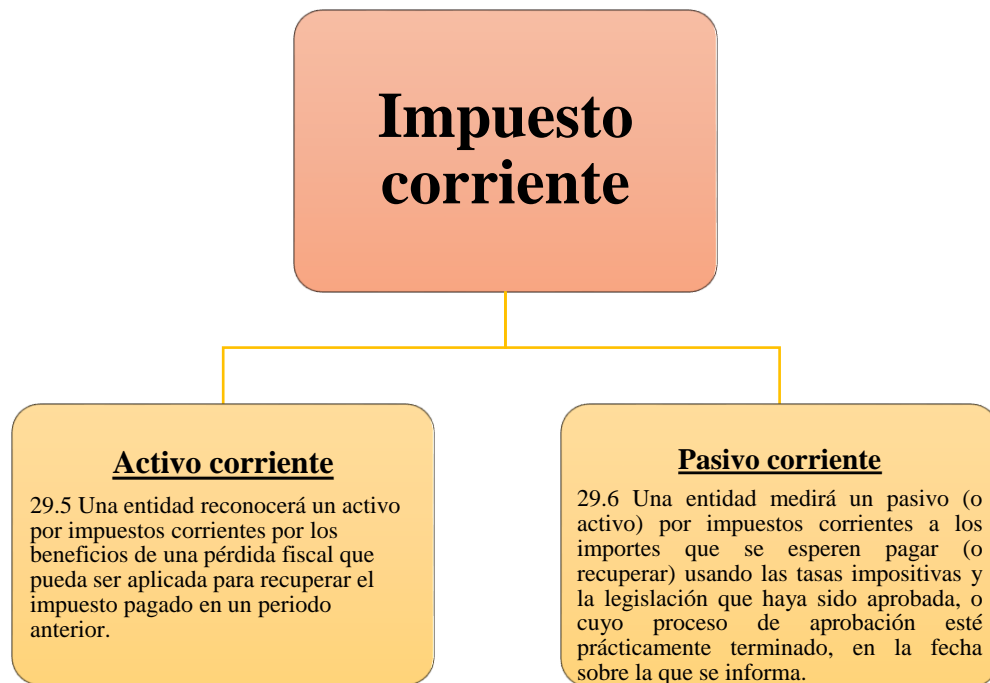 Impuesto
corriente
Activo corriente
29.5 Una entidad reconocerá un activo
por impuestos corrientes por los
beneficios de una pérdida fiscal que
pueda ser aplicada para recuperar el
impuesto pagado en un periodo
anterior.
Pasivo corriente
29.6 Una entidad medirá un pasivo (o
activo) por impuestos corrientes a los
importes que se esperen pagar (o
recuperar) usando las tasas impositivas y
la legislación que haya sido aprobada, o
cuyo proceso de aprobación esté
prácticamente terminado, en la fecha
sobre la que se informa.